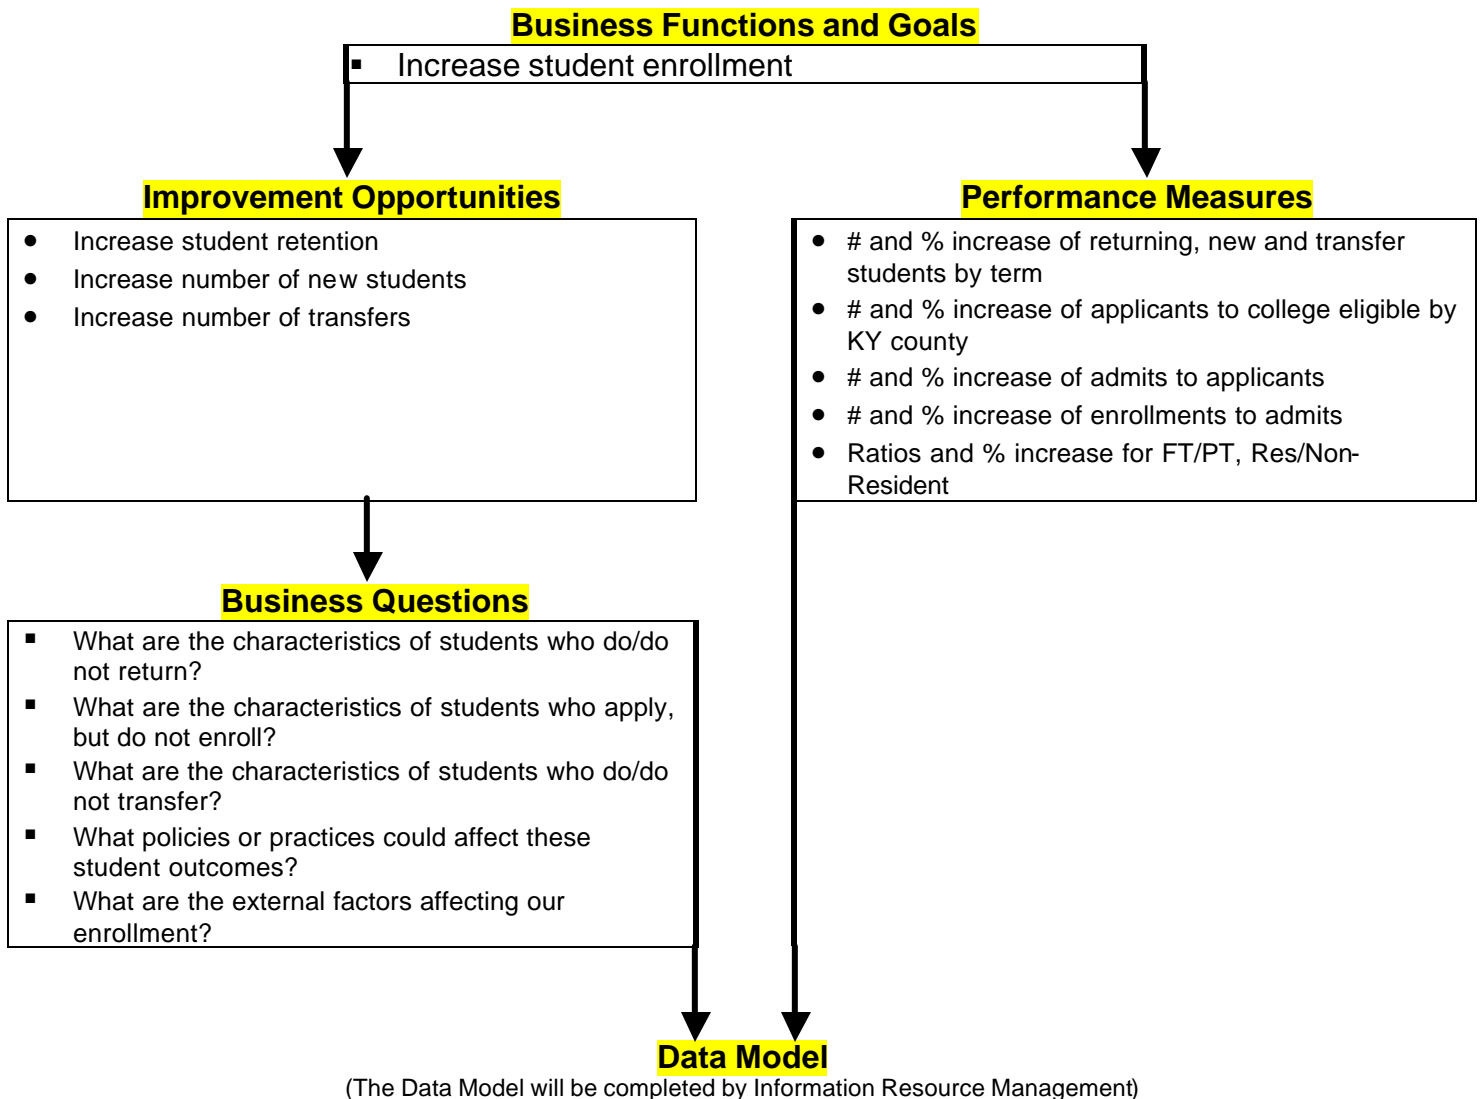 Business Functions and Goals
▪ Increase student enrollment
Improvement Opportunities
● Increase student retention
● Increase number of new students
● Increase number of transfers
Performance Measures
● # and % increase of returning, new and transfer
students by term
● # and % increase of applicants to college eligible by
KY county
● # and % increase of admits to applicants
● # and % increase of enrollments to admits
● Ratios and % increase for FT/PT, Res/Non-
Resident
Business Questions
▪ What are the characteristics of students who do/do
not return?
▪ What are the characteristics of students who apply,
but do not enroll?
▪ What are the characteristics of students who do/do
not transfer?
▪ What policies or practices could affect these
student outcomes?
▪ What are the external factors affecting our
enrollment?
Data Model
(The Data Model will be completed by Information Resource Management)